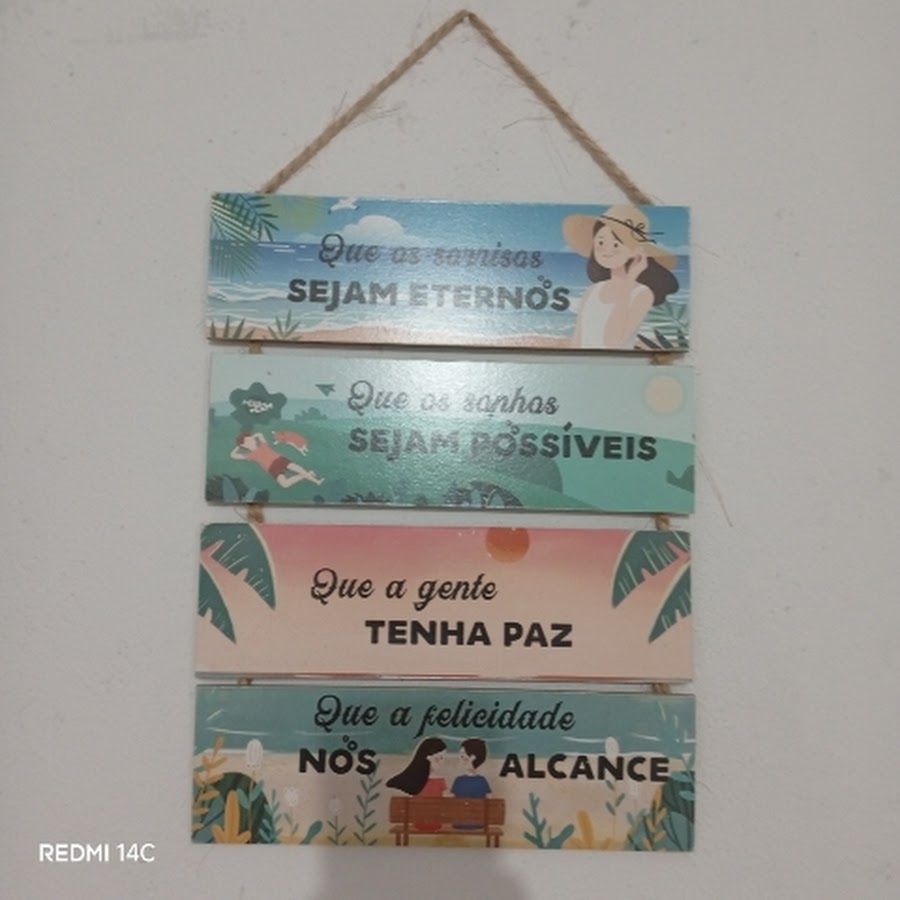 Que os sorrisos
SEJAM ETERNOS
Que os sonhos
SEJAM POSSÍVEIS
Que a gente
TENHA PAZ
Que a felicidade
NOS ALCANCE
REDMI 14C